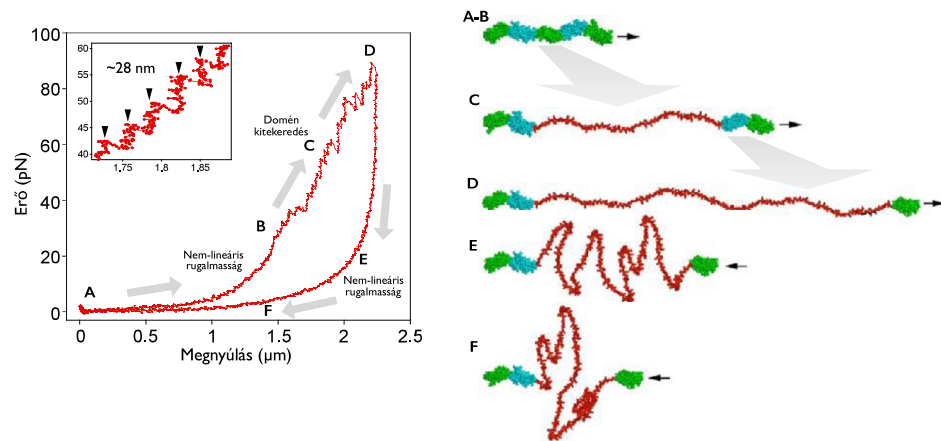 100
80
60
40
20
0
Erő (pN)
60
55
50
45
40
~28 nm
1,75
1,8
1,85
D
Domén
kitekeredés
C
B
Nem-lineáris
rugalmasság
E
Nem-lineáris
rugalmasság
A
F
0
0.5
1
1.5
2
2.5
Megnyúlás (µm)
A-B
C
D
E
F